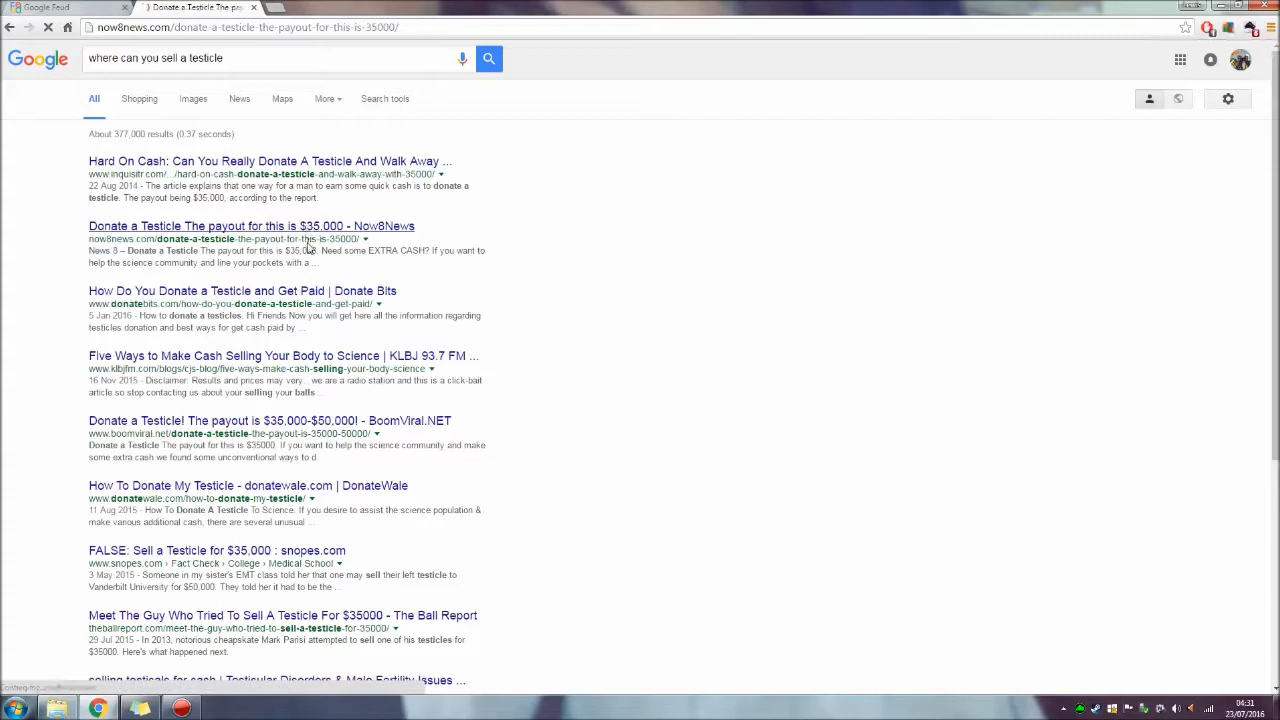 Google Feud
Donate a Testicle The pay
now8news.com/donate-a-testicle-the-payout-for-this-is-35000/
Google
where can you sell a testicle
All Shopping Images News Maps More Search tools
About 377,000 results (0.37 seconds)
Hard On Cash: Can You Really Donate A Testicle And Walk Away ...
www.inquisitr.com/.../hard-on-cash-donate-a-testicle-and-walk-away-with-35000/
22 Aug 2014 - The article explains that one way for a man to earn some quick cash is to donate a
testicle. The payout being $35,000, according to the report.
Donate a Testicle The payout for this is $35,000 - Now8News
now8news.com/donate-a-testicle-the-payout-for-this-is-35000/
News 8 – Donate a Testicle The payout for this is $35,000. Need some EXTRA CASH? If you want to
help the science community and line your pockets with a ...
How Do You Donate a Testicle and Get Paid | Donate Bits
www.donatebits.com/how-do-you-donate-a-testicle-and-get-paid/
5 Jan 2016 - How to donate a testicles. Hi Friends Now you will get here all the information regarding
testicles donation and best ways for get cash paid by ...
Five Ways to Make Cash Selling Your Body to Science | KLBJ 93.7 FM ...
www.klbjfm.com/blogs/cjs-blog/five-ways-make-cash-selling-your-body-science
16 Nov 2015 - Disclaimer: Results and prices may very... we are a radio station and this is a click-bait
article so stop contacting us about your selling your balls ...
Donate a Testicle! The payout is $35,000-$50,000! - BoomViral.NET
www.boomviral.net/donate-a-testicle-the-payout-is-35000-50000/
Donate a Testicle The payout for this is $35000. If you want to help the science community and make
some extra cash we found some unconventional ways to d.
How To Donate My Testicle - donatewale.com | DonateWale
www.donatewale.com/how-to-donate-my-testicle/
11 Aug 2015 - How To Donate A Testicle To Science. If you desire to assist the science population &
make various additional cash, there are several unusual ...
FALSE: Sell a Testicle for $35,000 : snopes.com
www.snopes.com › Fact Check › College › Medical School
3 May 2015 - Someone in my sister's EMT class told her that one may sell their left testicle to
Vanderbilt University for $50,000. They told her it had to be the ...
Meet The Guy Who Tried To Sell A Testicle For $35000 - The Ball Report
theballreport.com/meet-the-guy-who-tried-to-sell-a-testicle-for-35000/
29 Jul 2015 - In 2013, notorious cheapskate Mark Parisi attempted to sell one of his testicles for
$35000. Here's what happened next.
selling testicals for cash | Testicular Disorders & Male Fertility Issues ...
04:31
23/07/2016